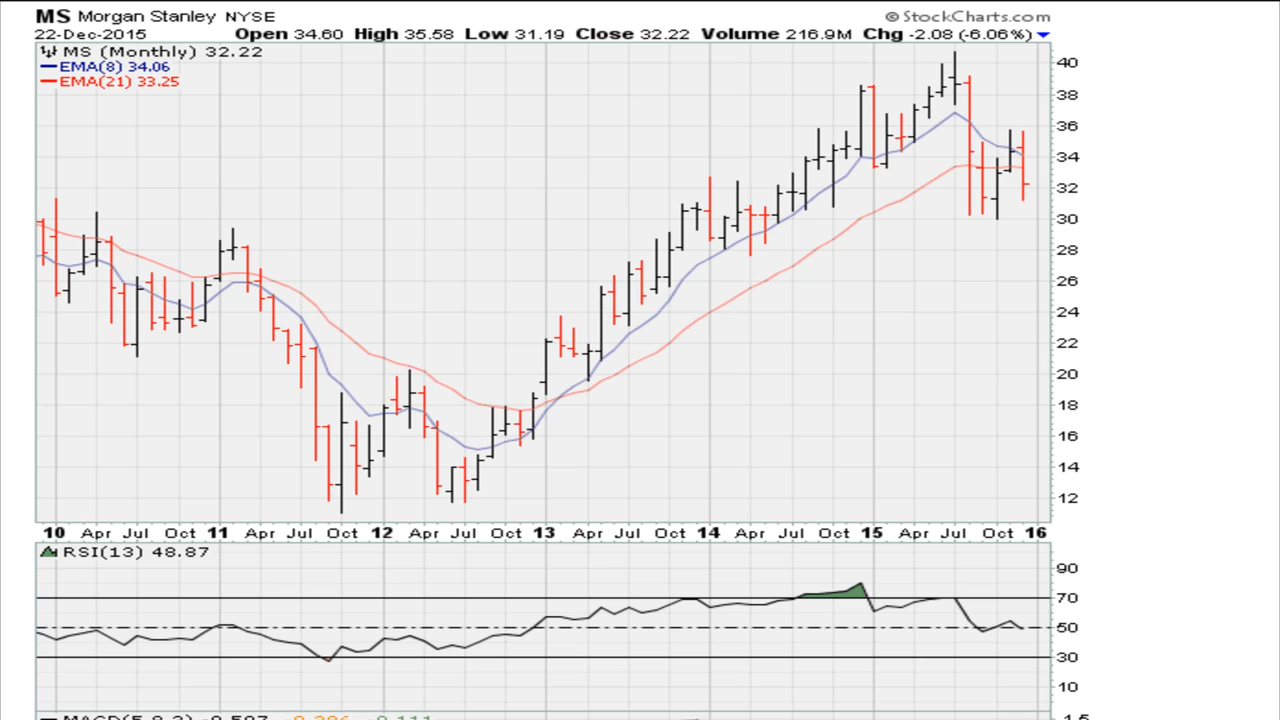 MS Morgan Stanley NYSE © StockCharts.com
22-Dec-2015 Open 34.60 High 35.58 Low 31.19 Close 32.22 Volume 216.9M Chg -2.08 (-6.06%)
MS (Monthly) 32.22
EMA(8) 34.06
EMA(21) 33.25
40
38
36
34
32
30
28
26
24
22
20
18
16
14
12
10 Apr Jul Oct 11 Apr Jul Oct 12 Apr Jul Oct 13 Apr Jul Oct 14 Apr Jul Oct 15 Apr Jul Oct 16
RSI(13) 48.87
90
70
50
30
10